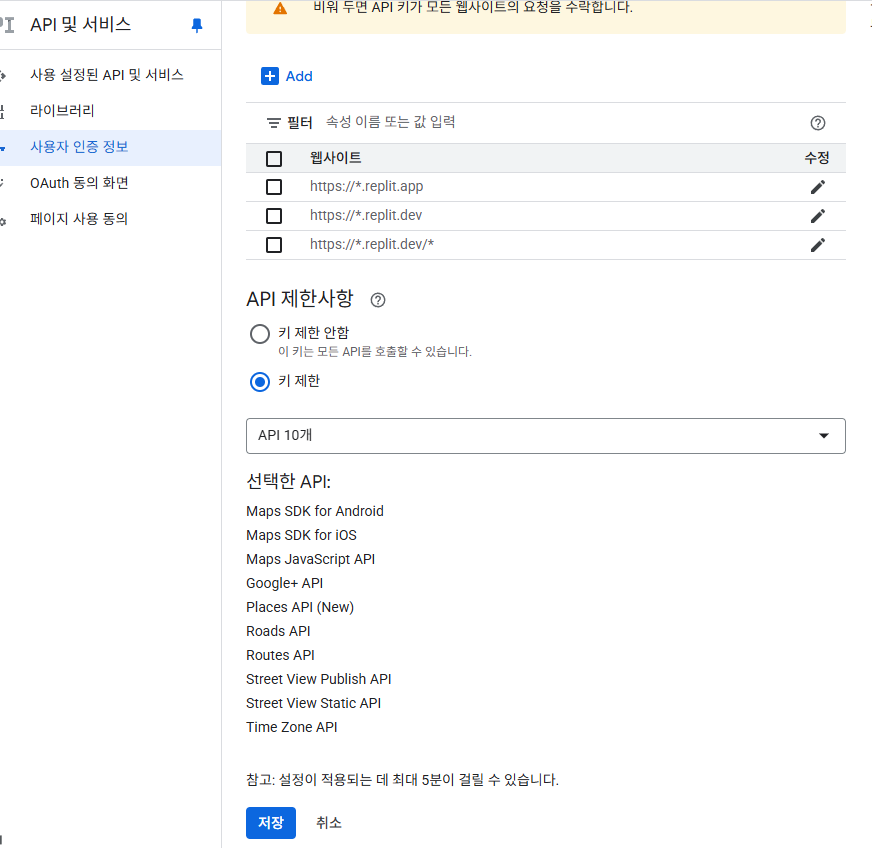 API 및 서비스
비워 두면 API 키가 모든 웹사이트의 요청을 수락합니다.
사용 설정된 API 및 서비스
라이브러리
사용자 인증 정보
OAuth 동의 화면
페이지 사용 동의
Add
필터 속성 이름 또는 값 입력
웹사이트 수정
https://*.replit.app
https://*.replit.dev
https://*.replit.dev/*
API 제한사항
키 제한 안함
이 키는 모든 API를 호출할 수 있습니다.
키 제한
API 10개
선택한 API:
Maps SDK for Android
Maps SDK for iOS
Maps JavaScript API
Google+ API
Places API (New)
Roads API
Routes API
Street View Publish API
Street View Static API
Time Zone API
참고: 설정이 적용되는 데 최대 5분이 걸릴 수 있습니다.
저장 취소